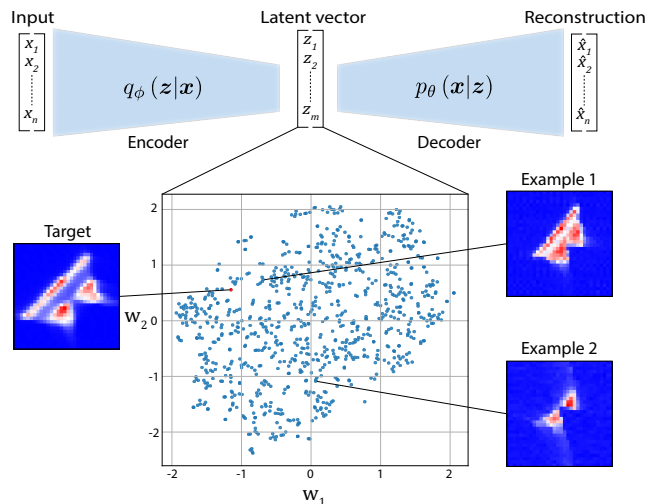 Input Latent vector Reconstruction
x1 z1 x̂1
x2 z2 x̂2
qϕ (z|x) pθ (x|z)
xn zm x̂n
Encoder Decoder
Example 1
Target
2
1
w2 0
-1
-2
Example 2
-2 -1 0 1 2
w1